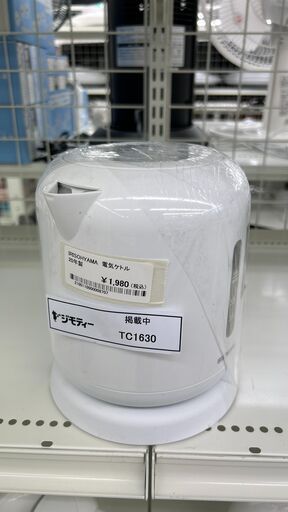 IRISOHYAMA 電気ケトル
20年製
￥1,980(税込)
ジモティー
掲載中
TC1630